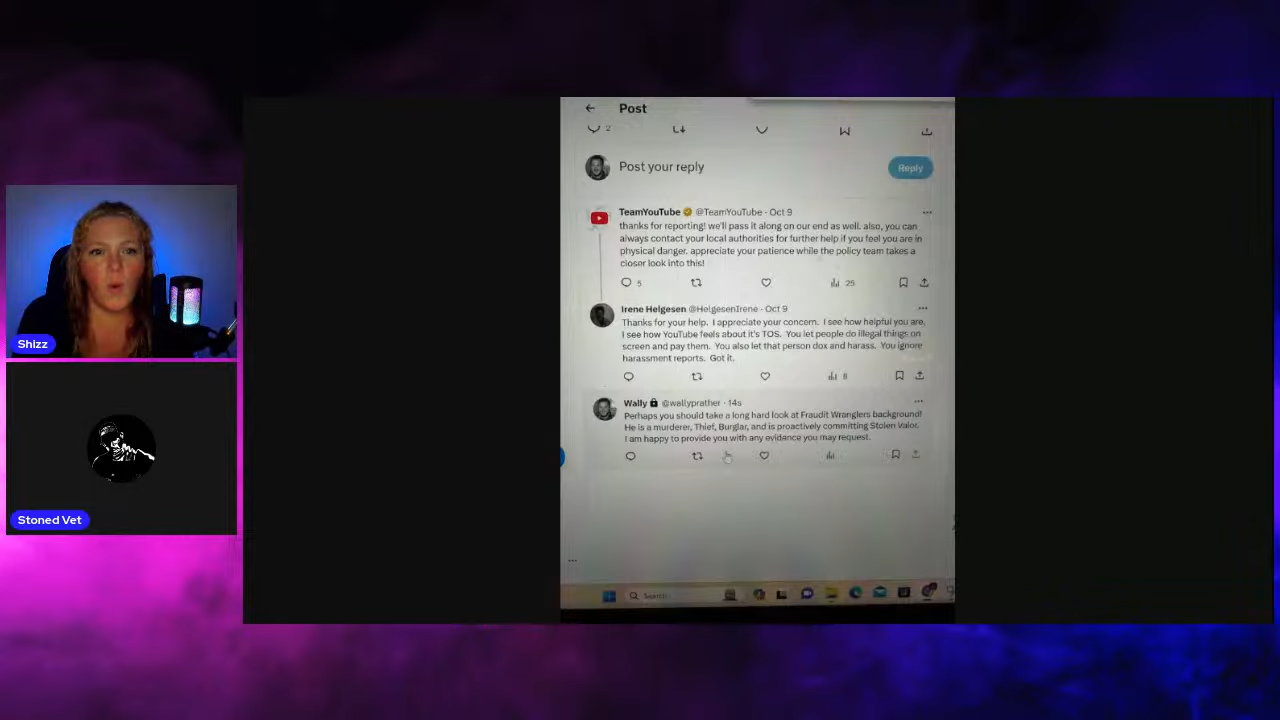 Post
2
Post your reply
Reply
TeamYouTube @TeamYouTube · Oct 9
thanks for reporting! we'll pass it along on our end as well. also, you can
always contact your local authorities for further help if you feel you are in
physical danger. appreciate your patience while the policy team takes a
closer look into this!
5
25
Irene Helgesen @HelgesenIrene · Oct 9
Thanks for your help. I appreciate your concern. I see how helpful you are,
I see how YouTube feels about it's TOS. You let people do illegal things on
screen and pay them. You also let that person dox and harass. You ignore
harassment reports. Got it.
8
Wally @wallyprather · 14s
Perhaps you should take a long hard look at Fraudit Wranglers background!
He is a murderer, Thief, Burglar, and is proactively committing Stolen Valor.
I am happy to provide you with any evidence you may request.
Search
Shizz
Stoned Vet